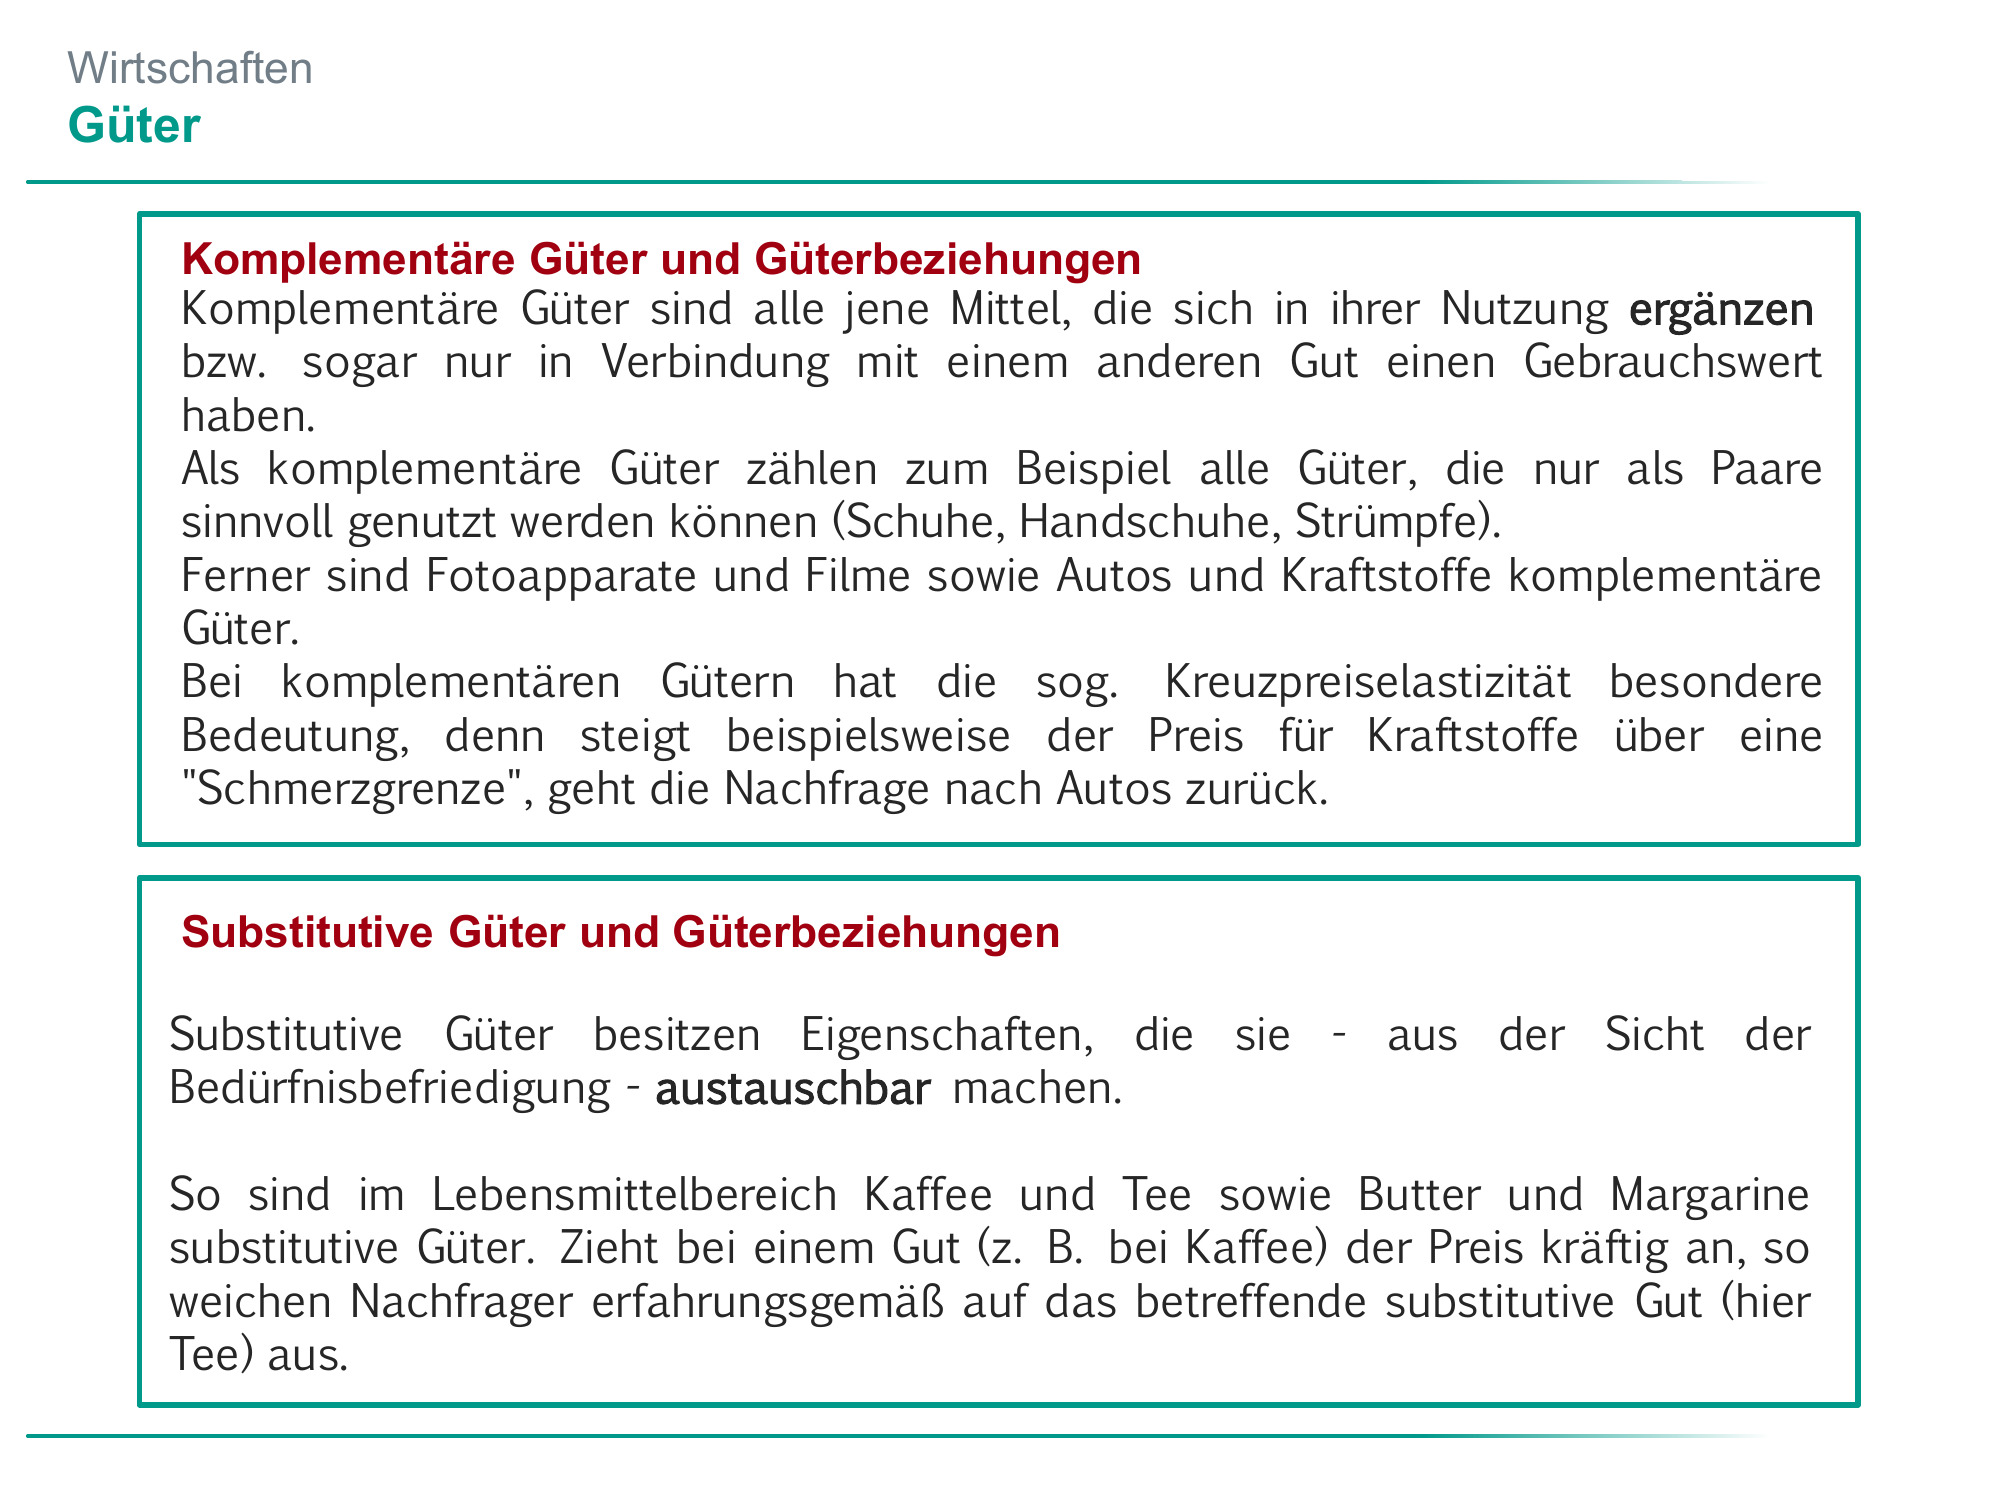 Wirtschaften
Güter
Komplementäre Güter und Güterbeziehungen
Komplementäre Güter sind alle jene Mittel, die sich in ihrer Nutzung ergänzen
bzw. sogar nur in Verbindung mit einem anderen Gut einen Gebrauchswert
haben.
Als komplementäre Güter zählen zum Beispiel alle Güter, die nur als Paare
sinnvoll genutzt werden können (Schuhe, Handschuhe, Strümpfe).
Ferner sind Fotoapparate und Filme sowie Autos und Kraftstoffe komplementäre
Güter.
Bei komplementären Gütern hat die sog. Kreuzpreiselastizität besondere
Bedeutung, denn steigt beispielsweise der Preis für Kraftstoffe über eine
"Schmerzgrenze", geht die Nachfrage nach Autos zurück.
Substitutive Güter und Güterbeziehungen
Substitutive Güter besitzen Eigenschaften, die sie - aus der Sicht der
Bedürfnisbefriedigung - austauschbar machen.
So sind im Lebensmittelbereich Kaffee und Tee sowie Butter und Margarine
substitutive Güter. Zieht bei einem Gut (z. B. bei Kaffee) der Preis kräftig an, so
weichen Nachfrager erfahrungsgemäß auf das betreffende substitutive Gut (hier
Tee) aus.